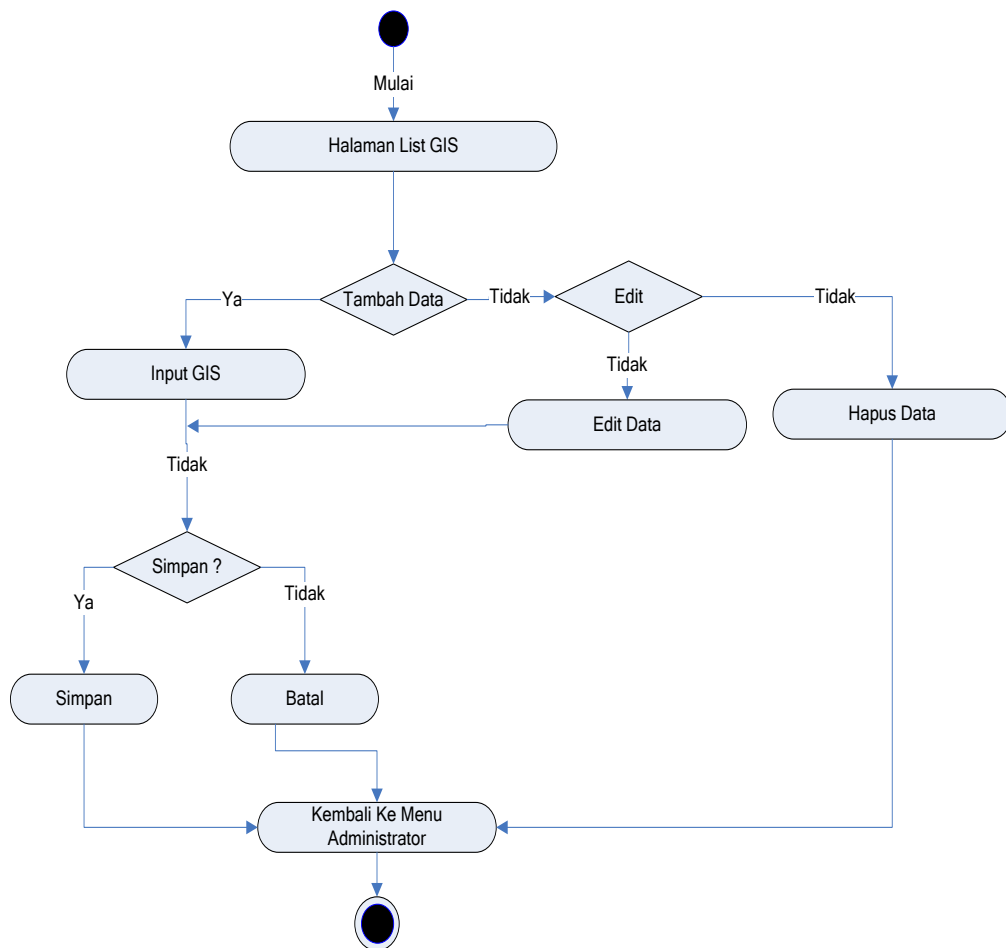 Mulai
Halaman List GIS
Tambah Data
Ya
Tidak
Edit
Tidak
Tidak
Input GIS
Edit Data
Hapus Data
Tidak
Simpan ?
Ya
Tidak
Simpan
Batal
Kembali Ke Menu
Administrator